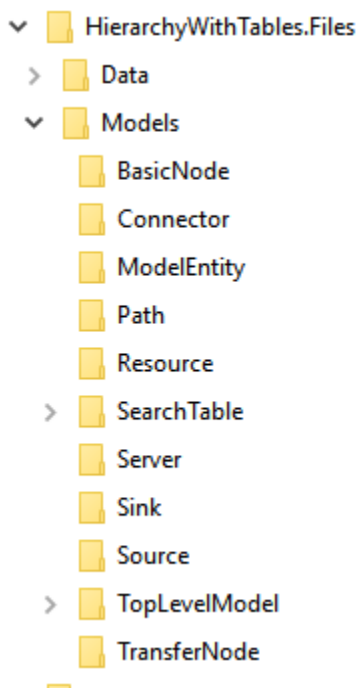 HierarchyWithTables.Files
Data
Models
BasicNode
Connector
ModelEntity
Path
Resource
SearchTable
Server
Sink
Source
TopLevelModel
TransferNode